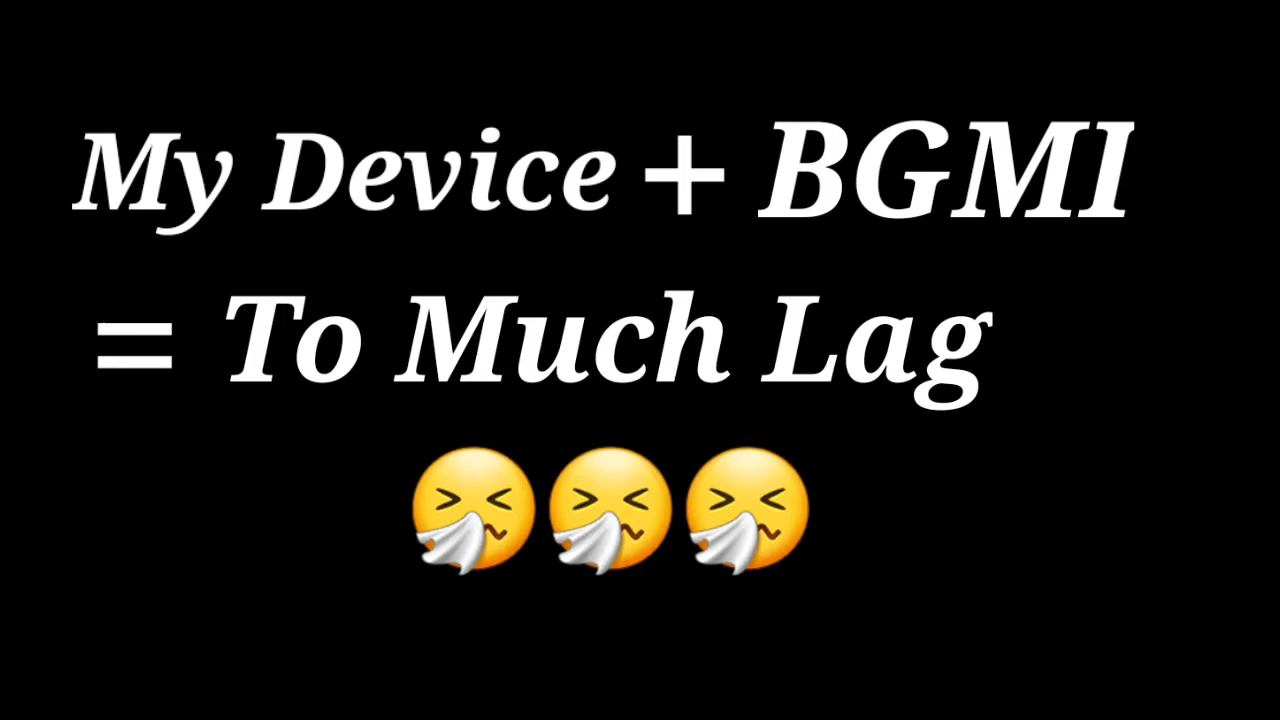 My Device + BGMI
= To Much Lag
🤧🤧🤧